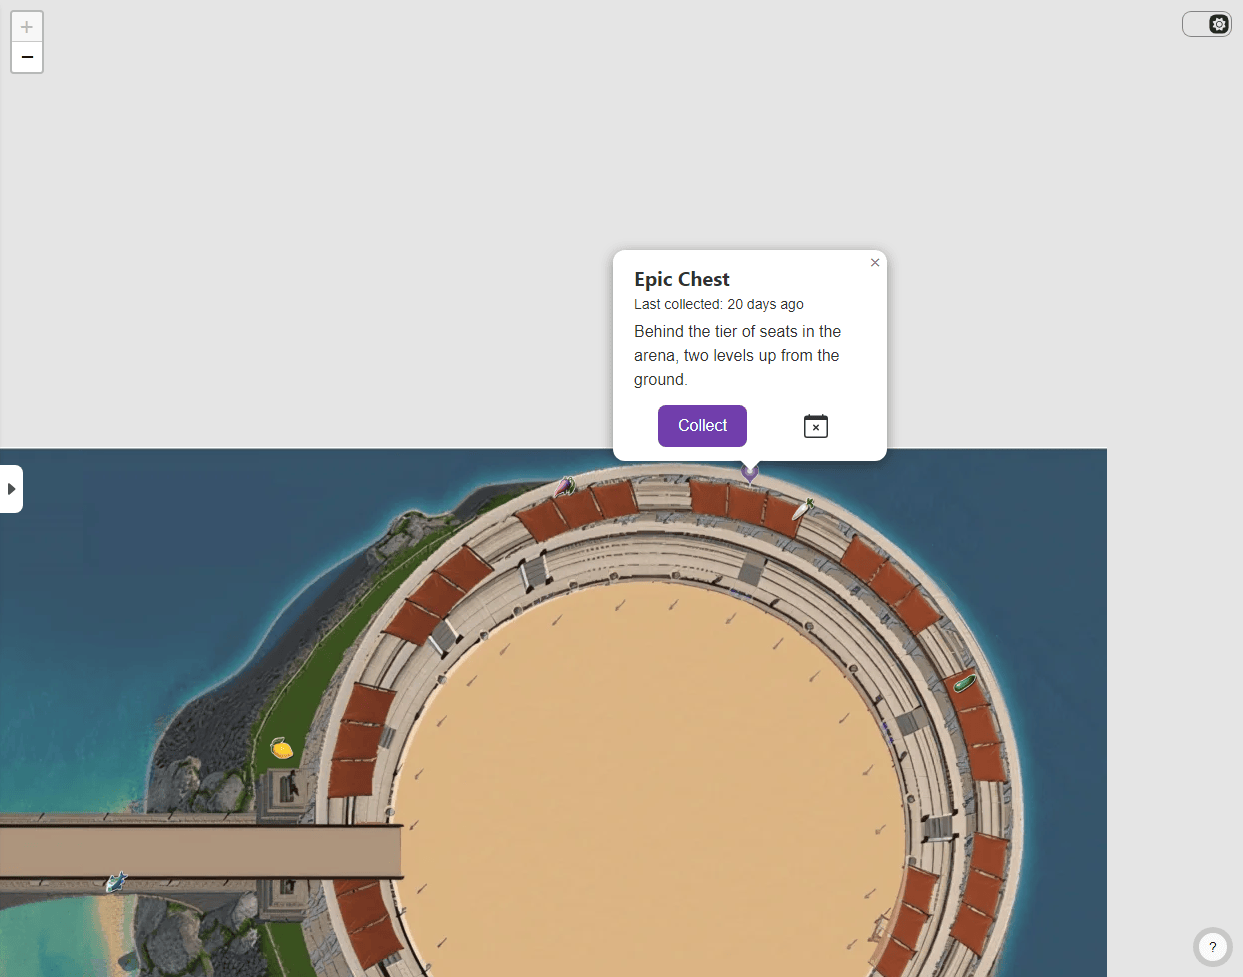 +
−
Epic Chest
×
Last collected: 20 days ago
Behind the tier of seats in the
arena, two levels up from the
ground.
Collect
?